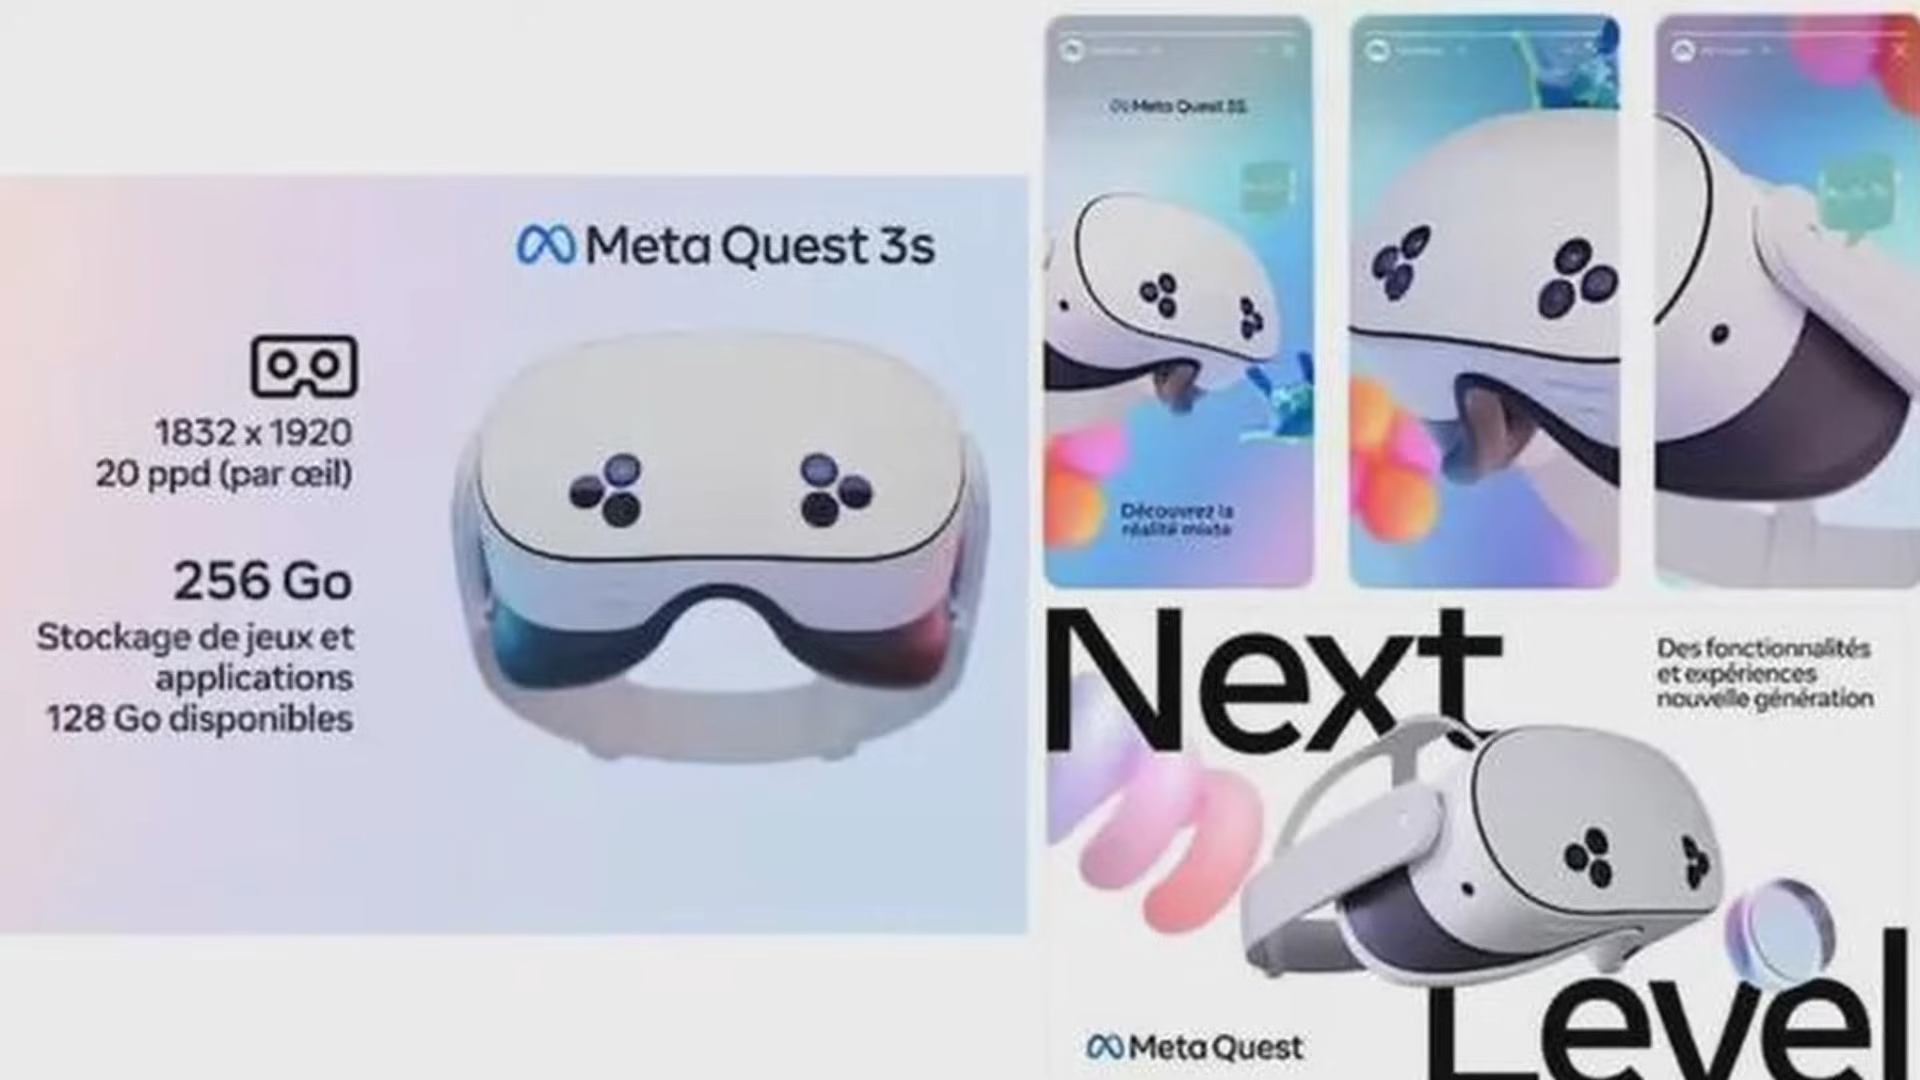 Meta Quest 3s
1832 x 1920
20 ppd (par œil)
256 Go
Stockage de jeux et
applications
128 Go disponibles
Meta Quest 3S
Découvrez la
réalité mixte
Next
Des fonctionnalités
et expériences
nouvelle génération
Level
Meta Quest